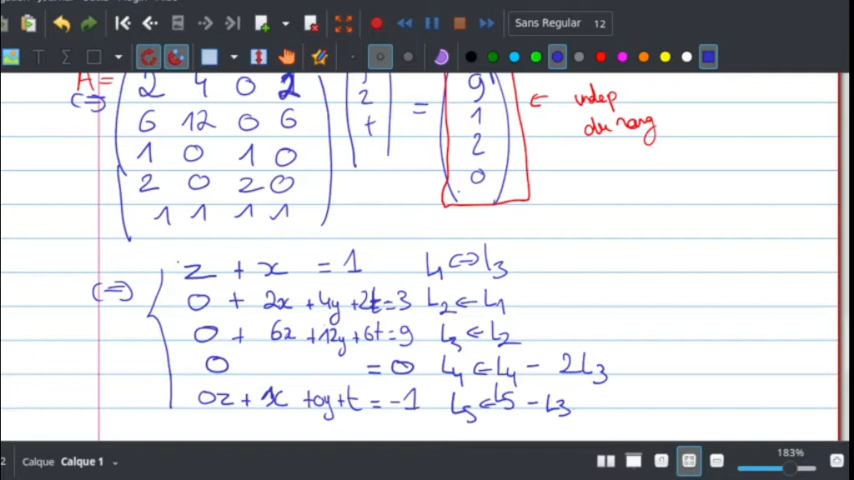 Sans Regular 12
A =
(=> 2 4 0 2 2 = 9 ← indep
6 12 0 6 t 1 du rang
1 0 1 0 2
2 0 2 0 0
1 1 1 1
z + x = 1 L1 <=> L3
(=> 0 + 2x + 4y + 2t = 3 L2 ← L1
0 + 6x + 12y + 6t = 9 L3 ← L2
0 = 0 L4 ← L4 - 2L3
0z + x + 0y + t = -1 L5 ← L5 - L3
183%
2 Calque Calque 1